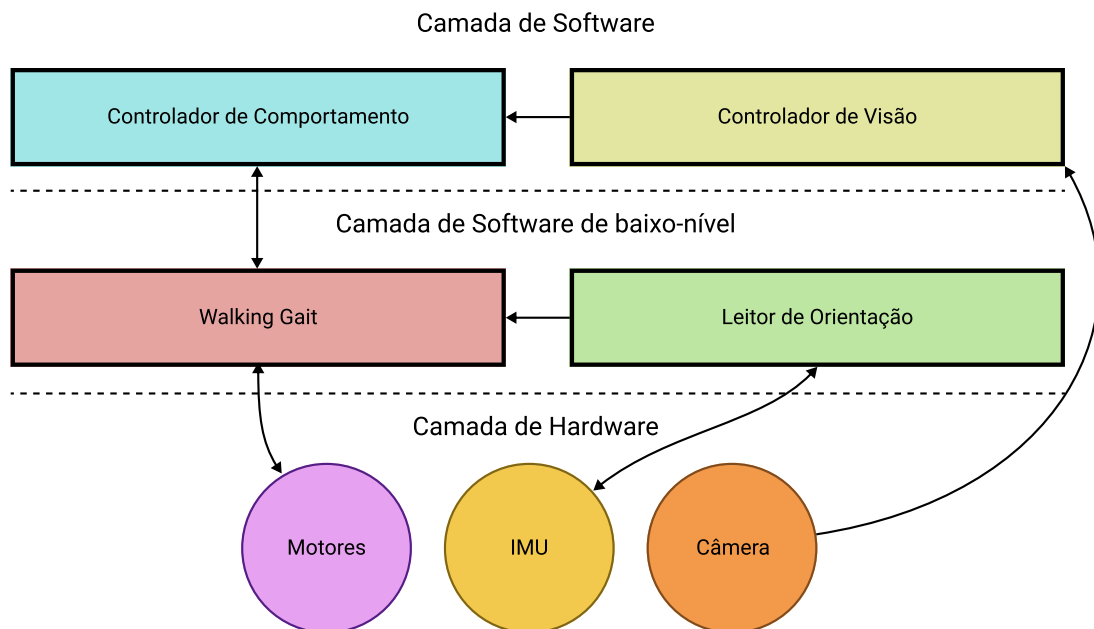 Camada de Software
Controlador de Comportamento
Controlador de Visão
Camada de Software de baixo-nível
Walking Gait
Leitor de Orientação
Camada de Hardware
Motores
IMU
Câmera